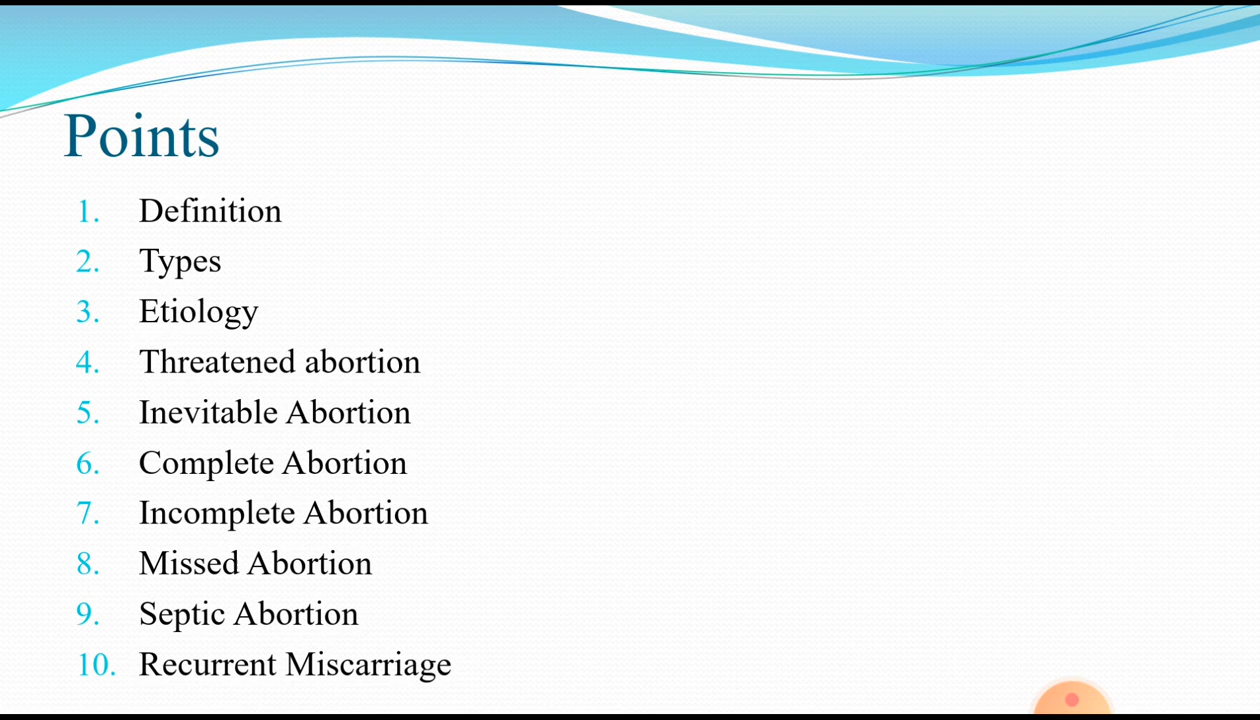 Points
1. Definition
2. Types
3. Etiology
4. Threatened abortion
5. Inevitable Abortion
6. Complete Abortion
7. Incomplete Abortion
8. Missed Abortion
9. Septic Abortion
10. Recurrent Miscarriage